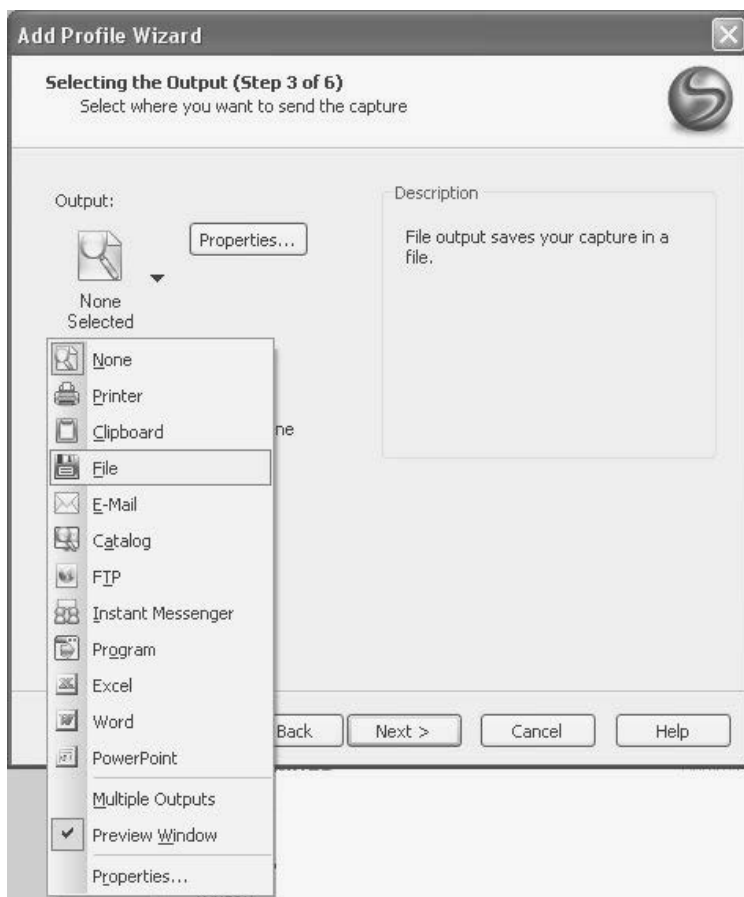 Add Profile Wizard
Selecting the Output (Step 3 of 6)
Select where you want to send the capture
Output:
Properties...
None
Selected
Description
File output saves your capture in a
file.
None
Printer
Clipboard
ne
File
E-Mail
Catalog
FTP
Instant Messenger
Program
Excel
Word
PowerPoint
Back
Next >
Cancel
Help
Multiple Outputs
Preview Window
Properties...